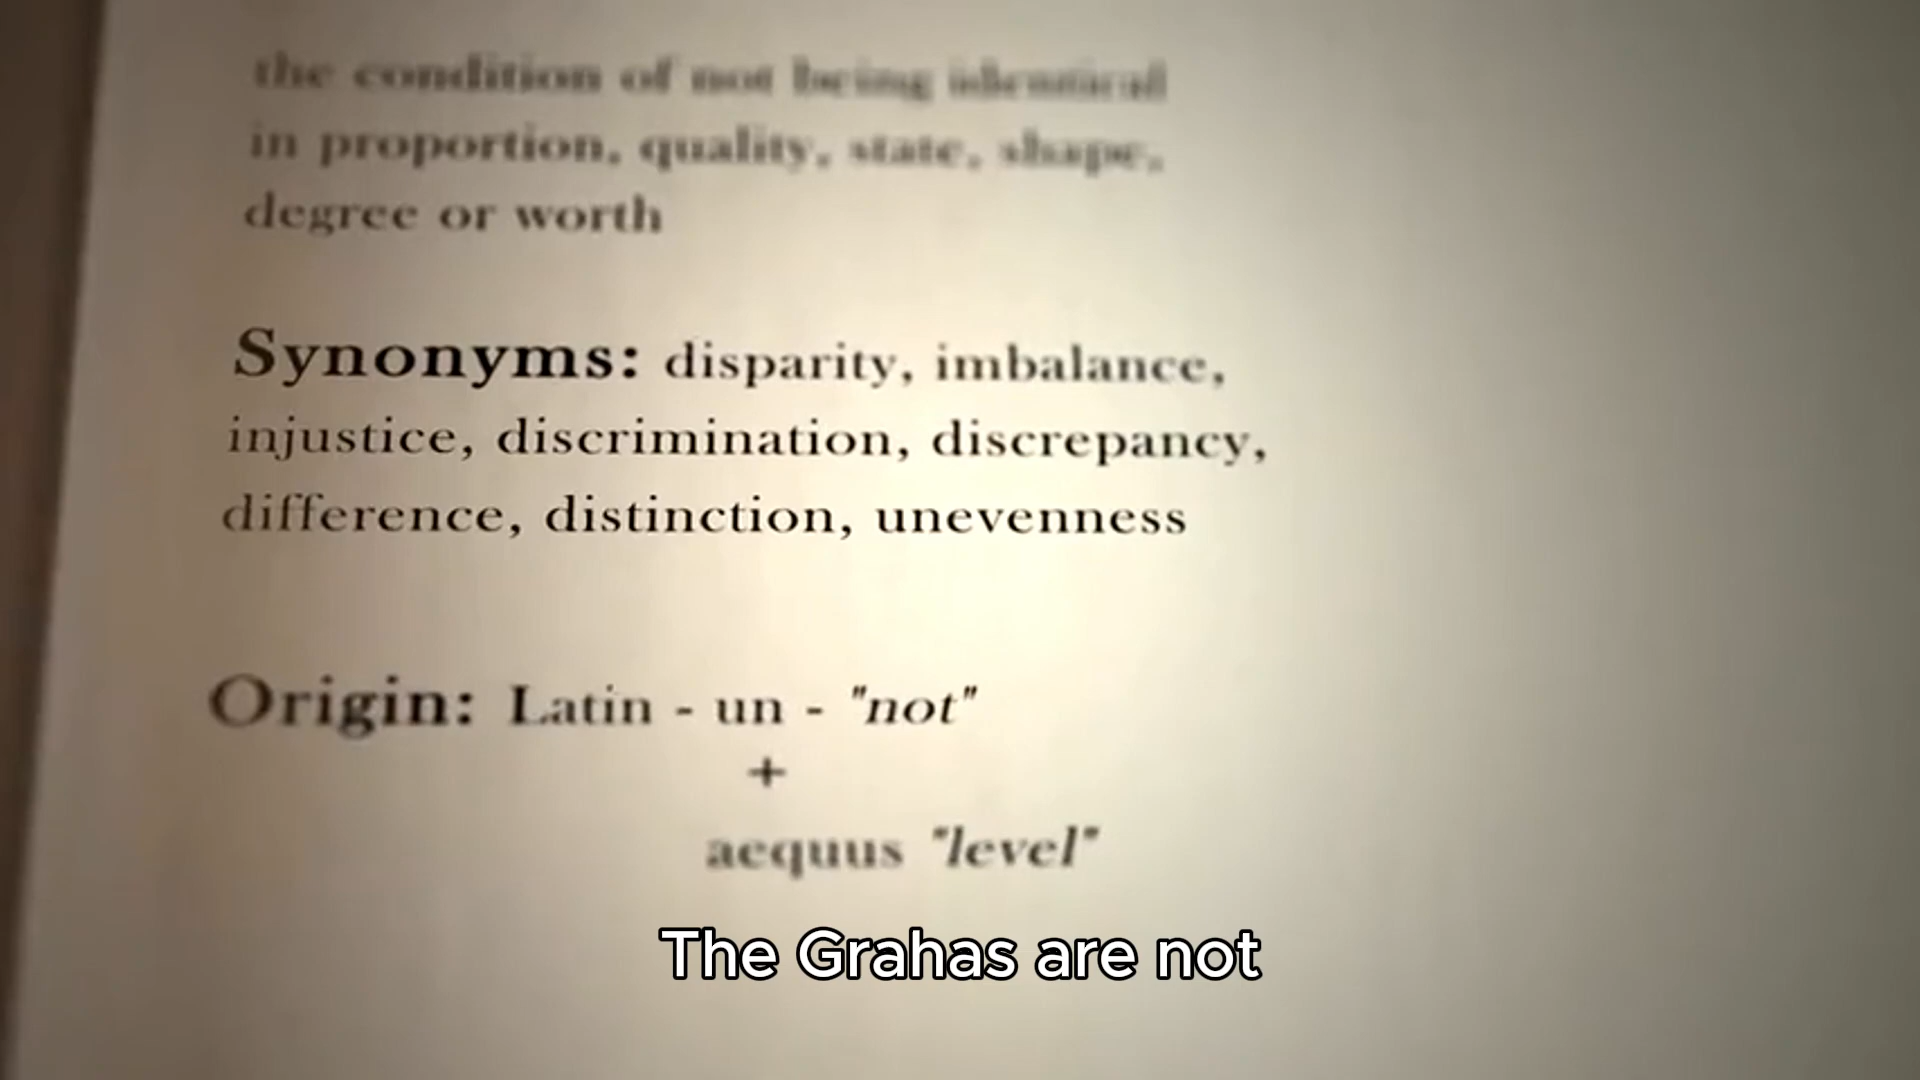 the condition of not being identical
in proportion, quality, state, shape,
degree or worth
Synonyms: disparity, imbalance,
injustice, discrimination, discrepancy,
difference, distinction, unevenness
Origin: Latin - un - "not"
+
aequus "level"
The Grahas are not